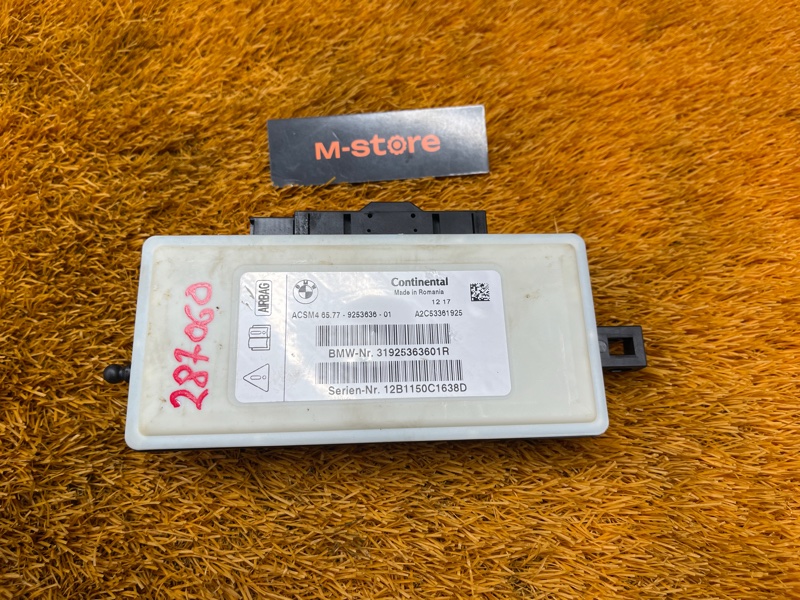 M-store
AIRBAG
BMW
Continental
Made in Romania
12 17
ACSM4 65.77 - 9253636 - 01 A2C53361925
BMW-Nr. 31925363601R
Serien-Nr. 12B1150C1638D
287060